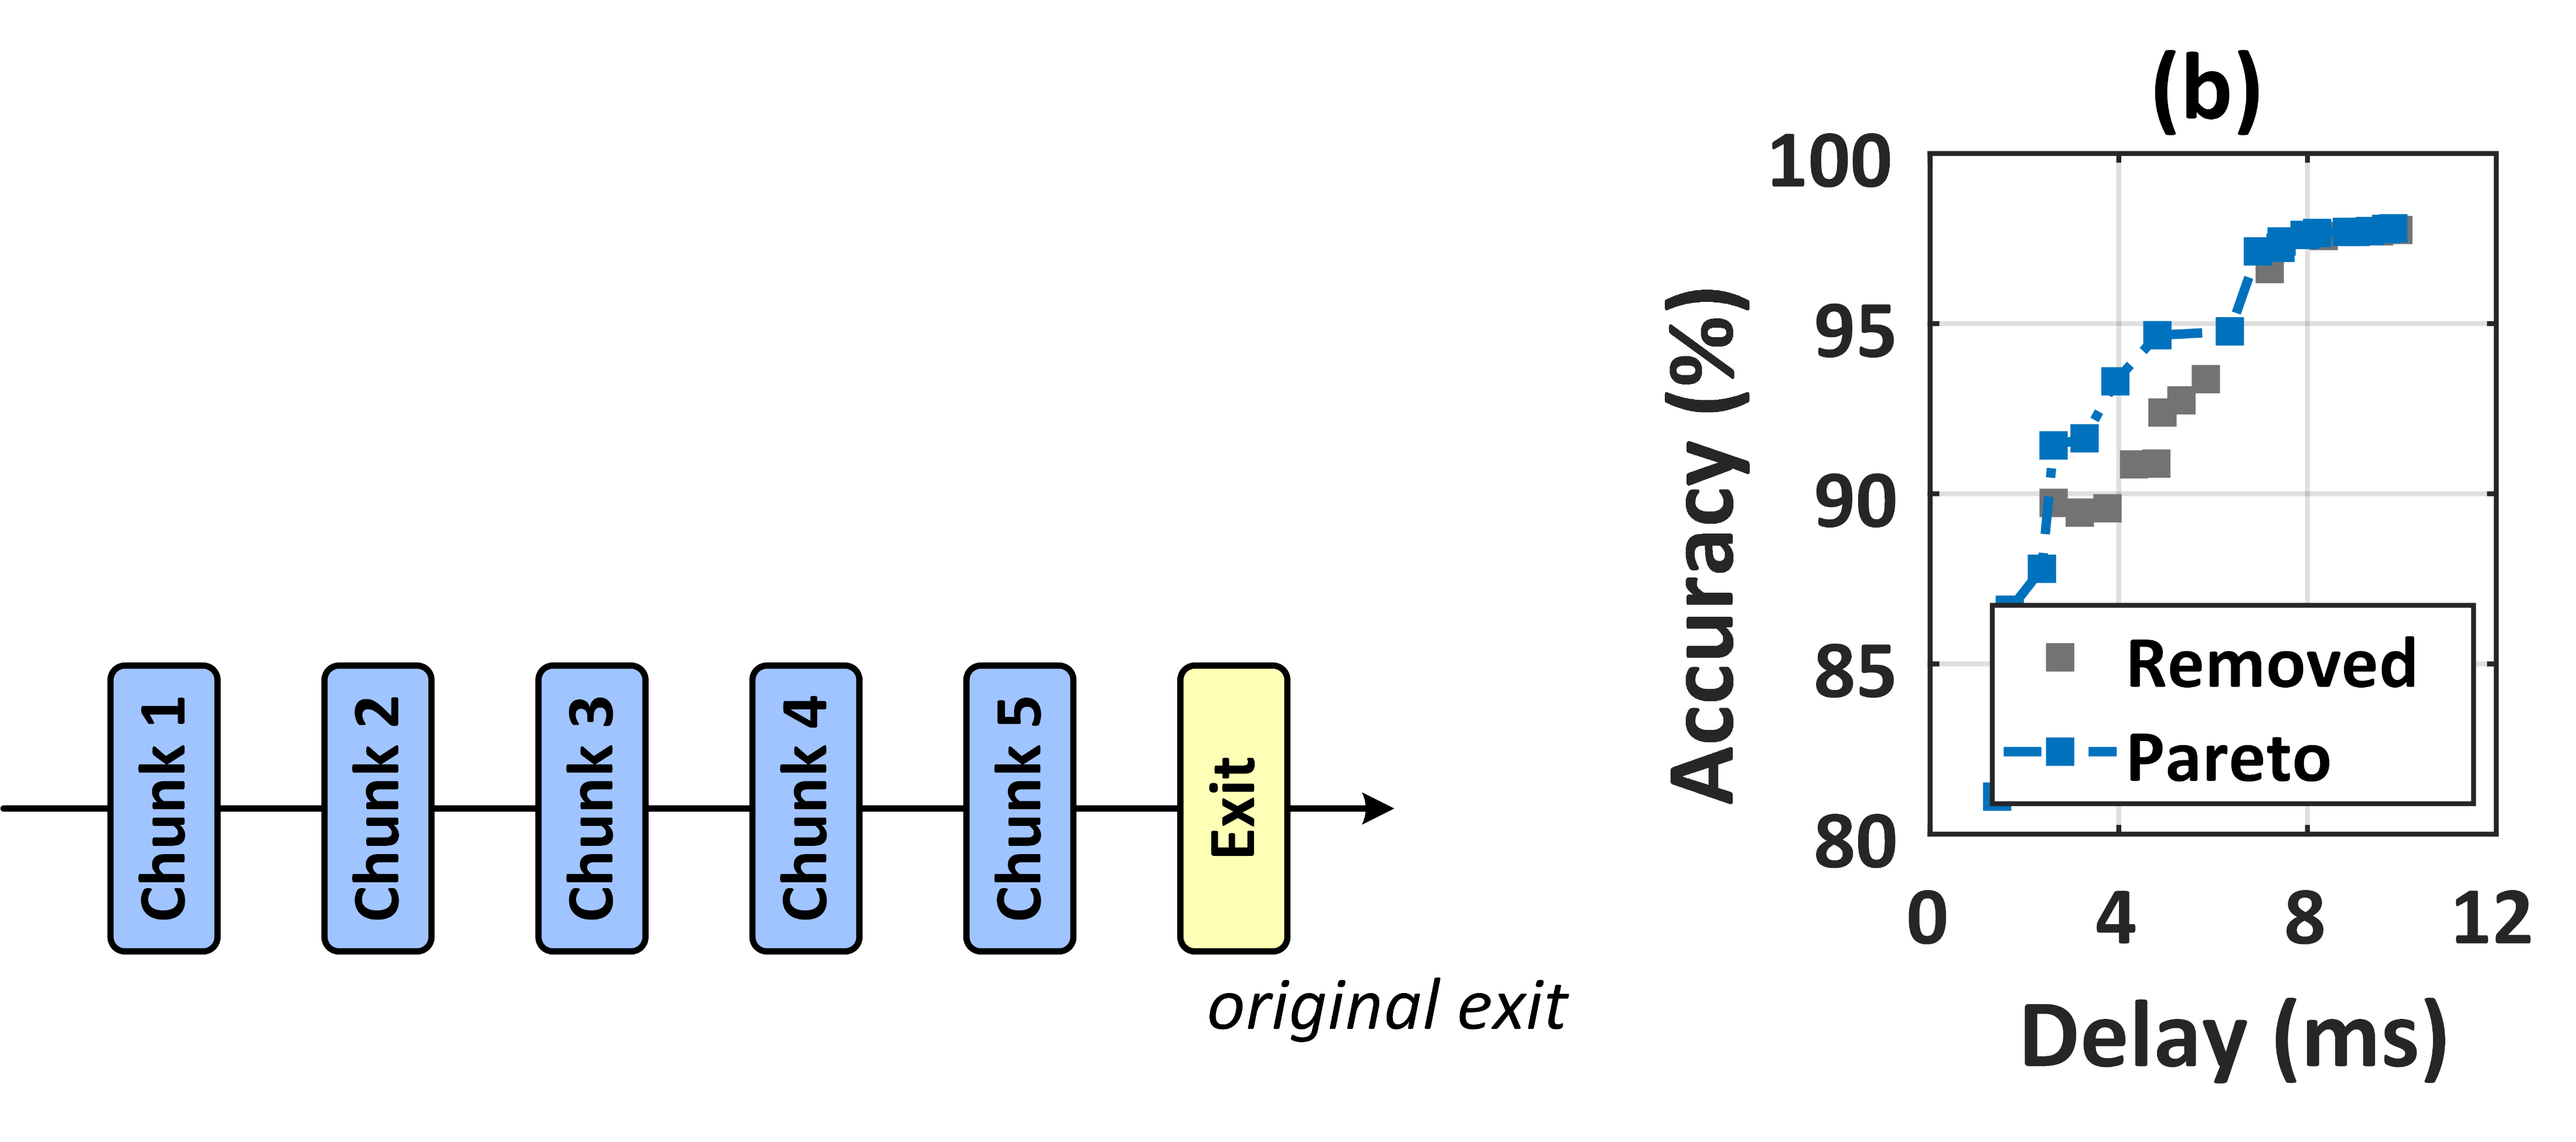 Chunk 1
Chunk 2
Chunk 3
Chunk 4
Chunk 5
Exit
original exit
(b)
Accuracy (%)
100
95
90
85
80
Removed
Pareto
0 4 8 12
Delay (ms)